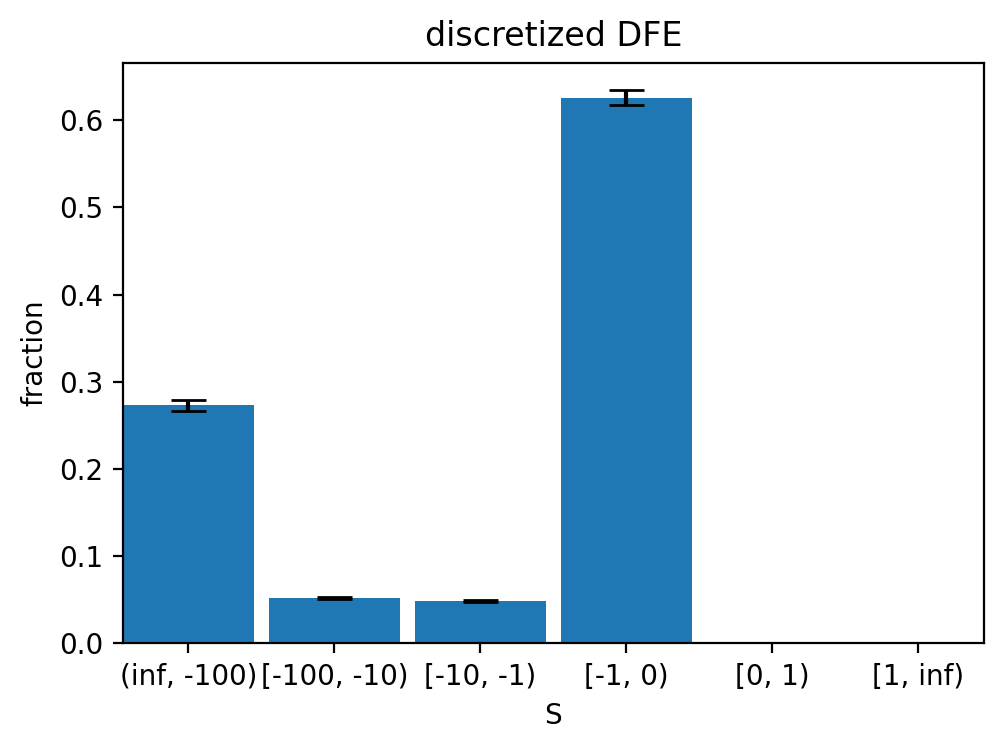 discretized DFE
fraction
0.6
0.5
0.4
0.3
0.2
0.1
0.0
(inf, -100) [-100, -10) [-10, -1) [-1, 0) [0, 1) [1, inf)
S